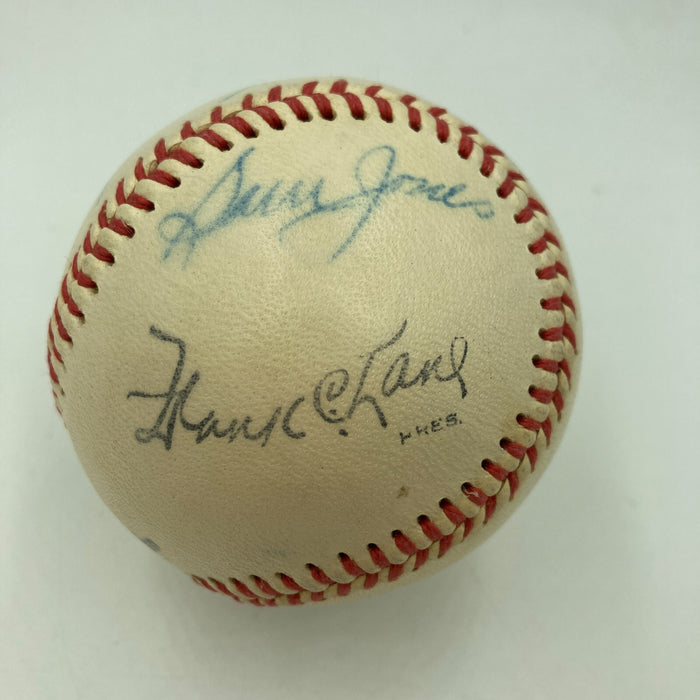 Sam Jones
Frank C. Lane
PRES.